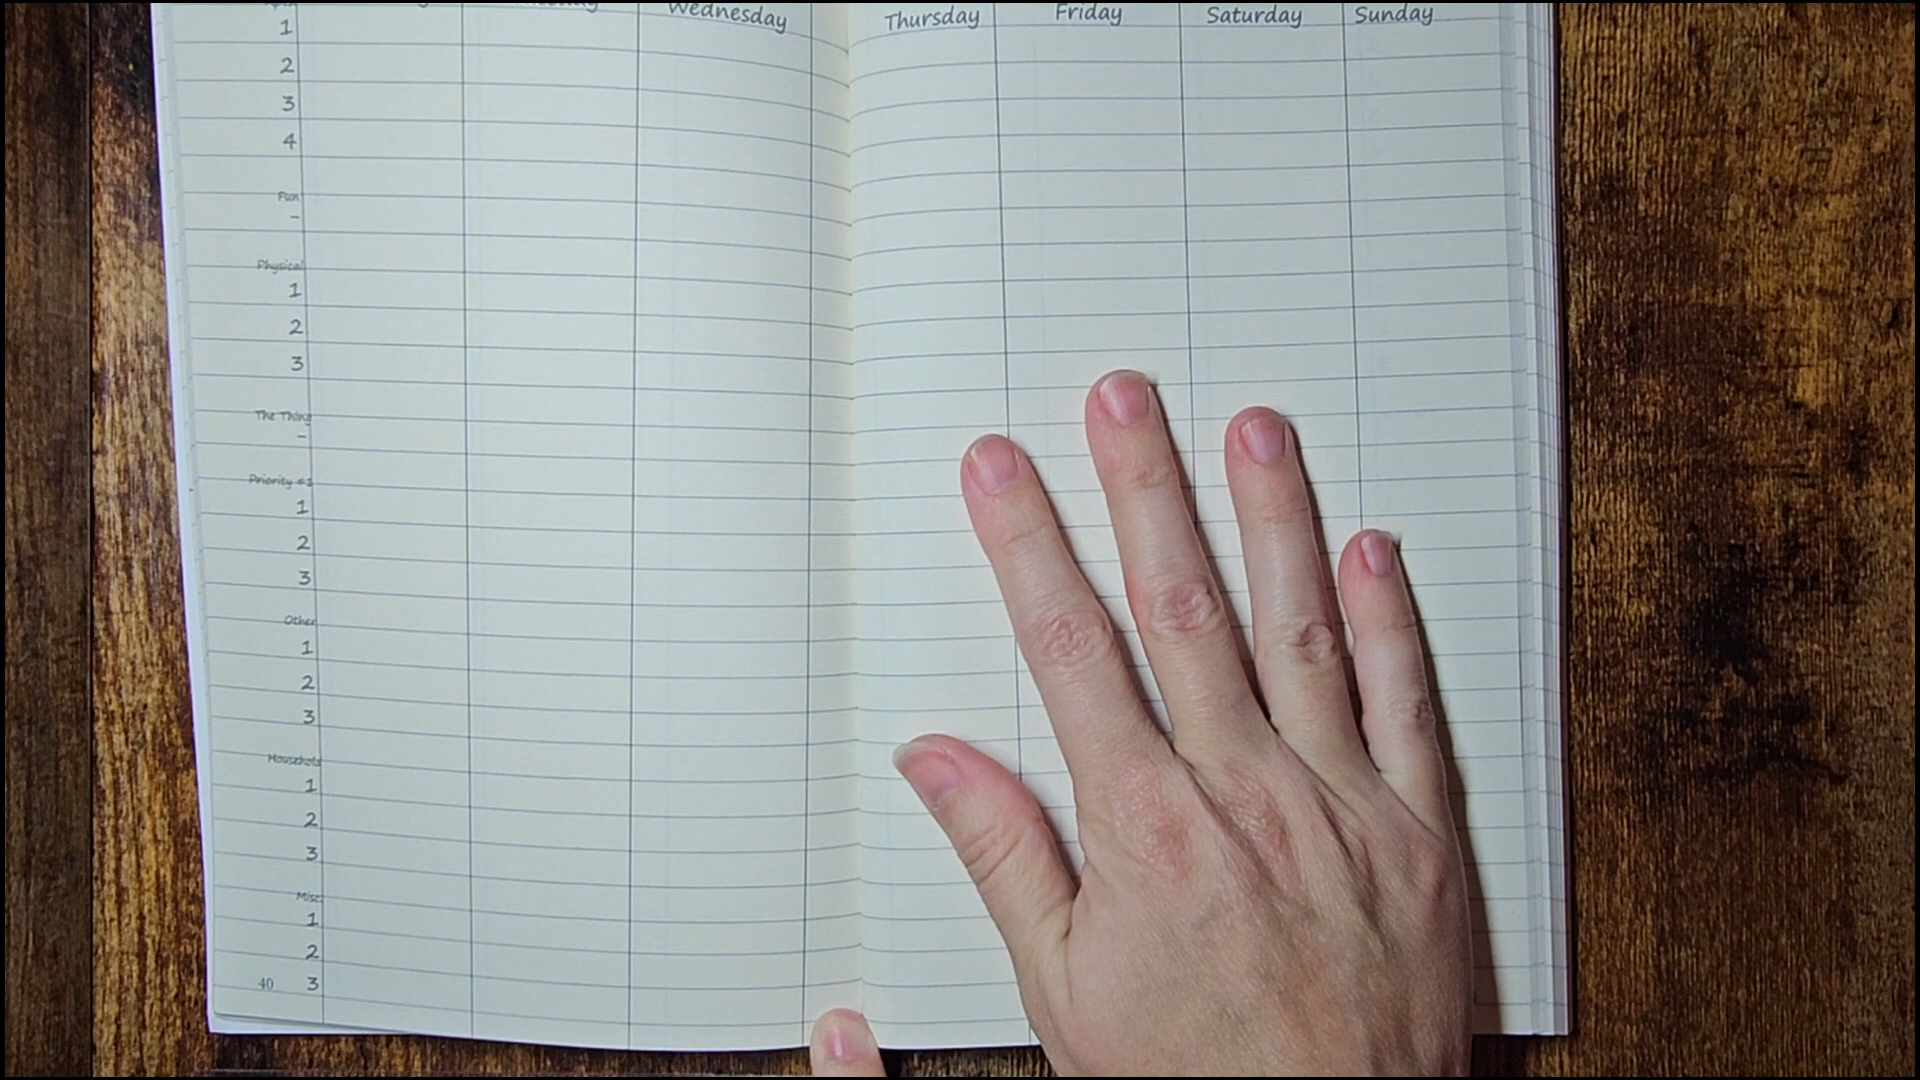 Wednesday Thursday Friday Saturday Sunday
1
2
3
4
Fun
-
Physical
1
2
3
The Thing
-
Priority #1
1
2
3
Other
1
2
3
Household
1
2
3
Misc.
1
2
40 3